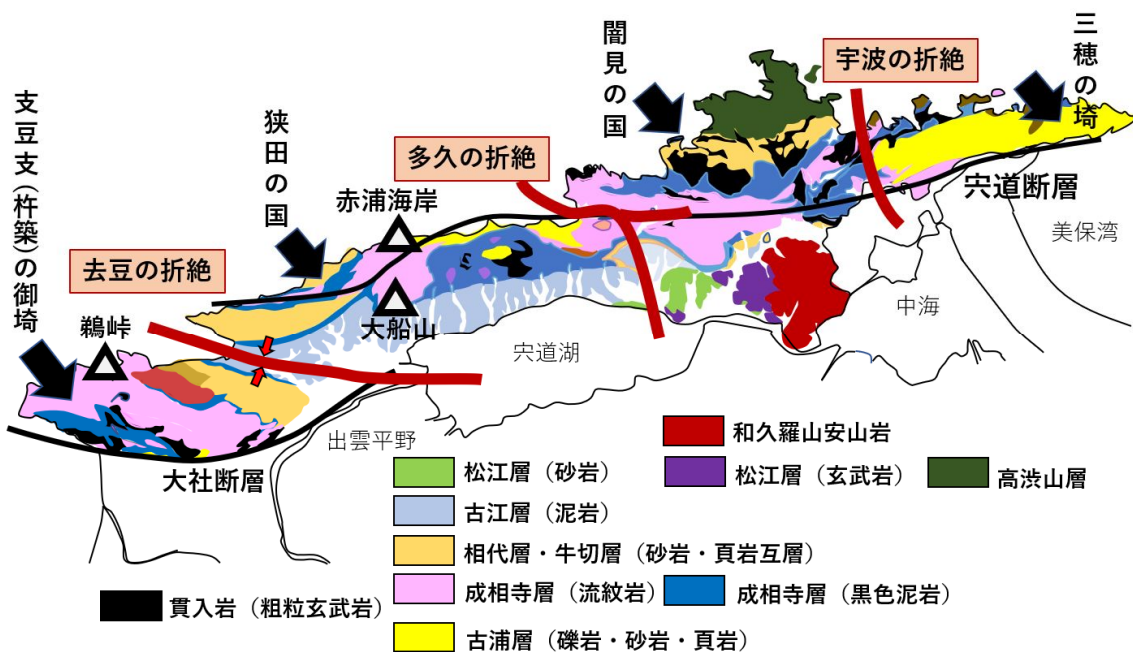 三穂の埼
闇見の国
宇波の折絶
支豆支(杵築)の御埼
狭田の国
多久の折絶
赤浦海岸
宍道断層
美保湾
去豆の折絶
鵜峠
大船山
中海
宍道湖
出雲平野
大社断層
和久羅山安山岩
松江層(砂岩)
松江層(玄武岩)
高渋山層
古江層(泥岩)
相代層・牛切層(砂岩・頁岩互層)
貫入岩(粗粒玄武岩)
成相寺層(流紋岩)
成相寺層(黒色泥岩)
古浦層(礫岩・砂岩・頁岩)